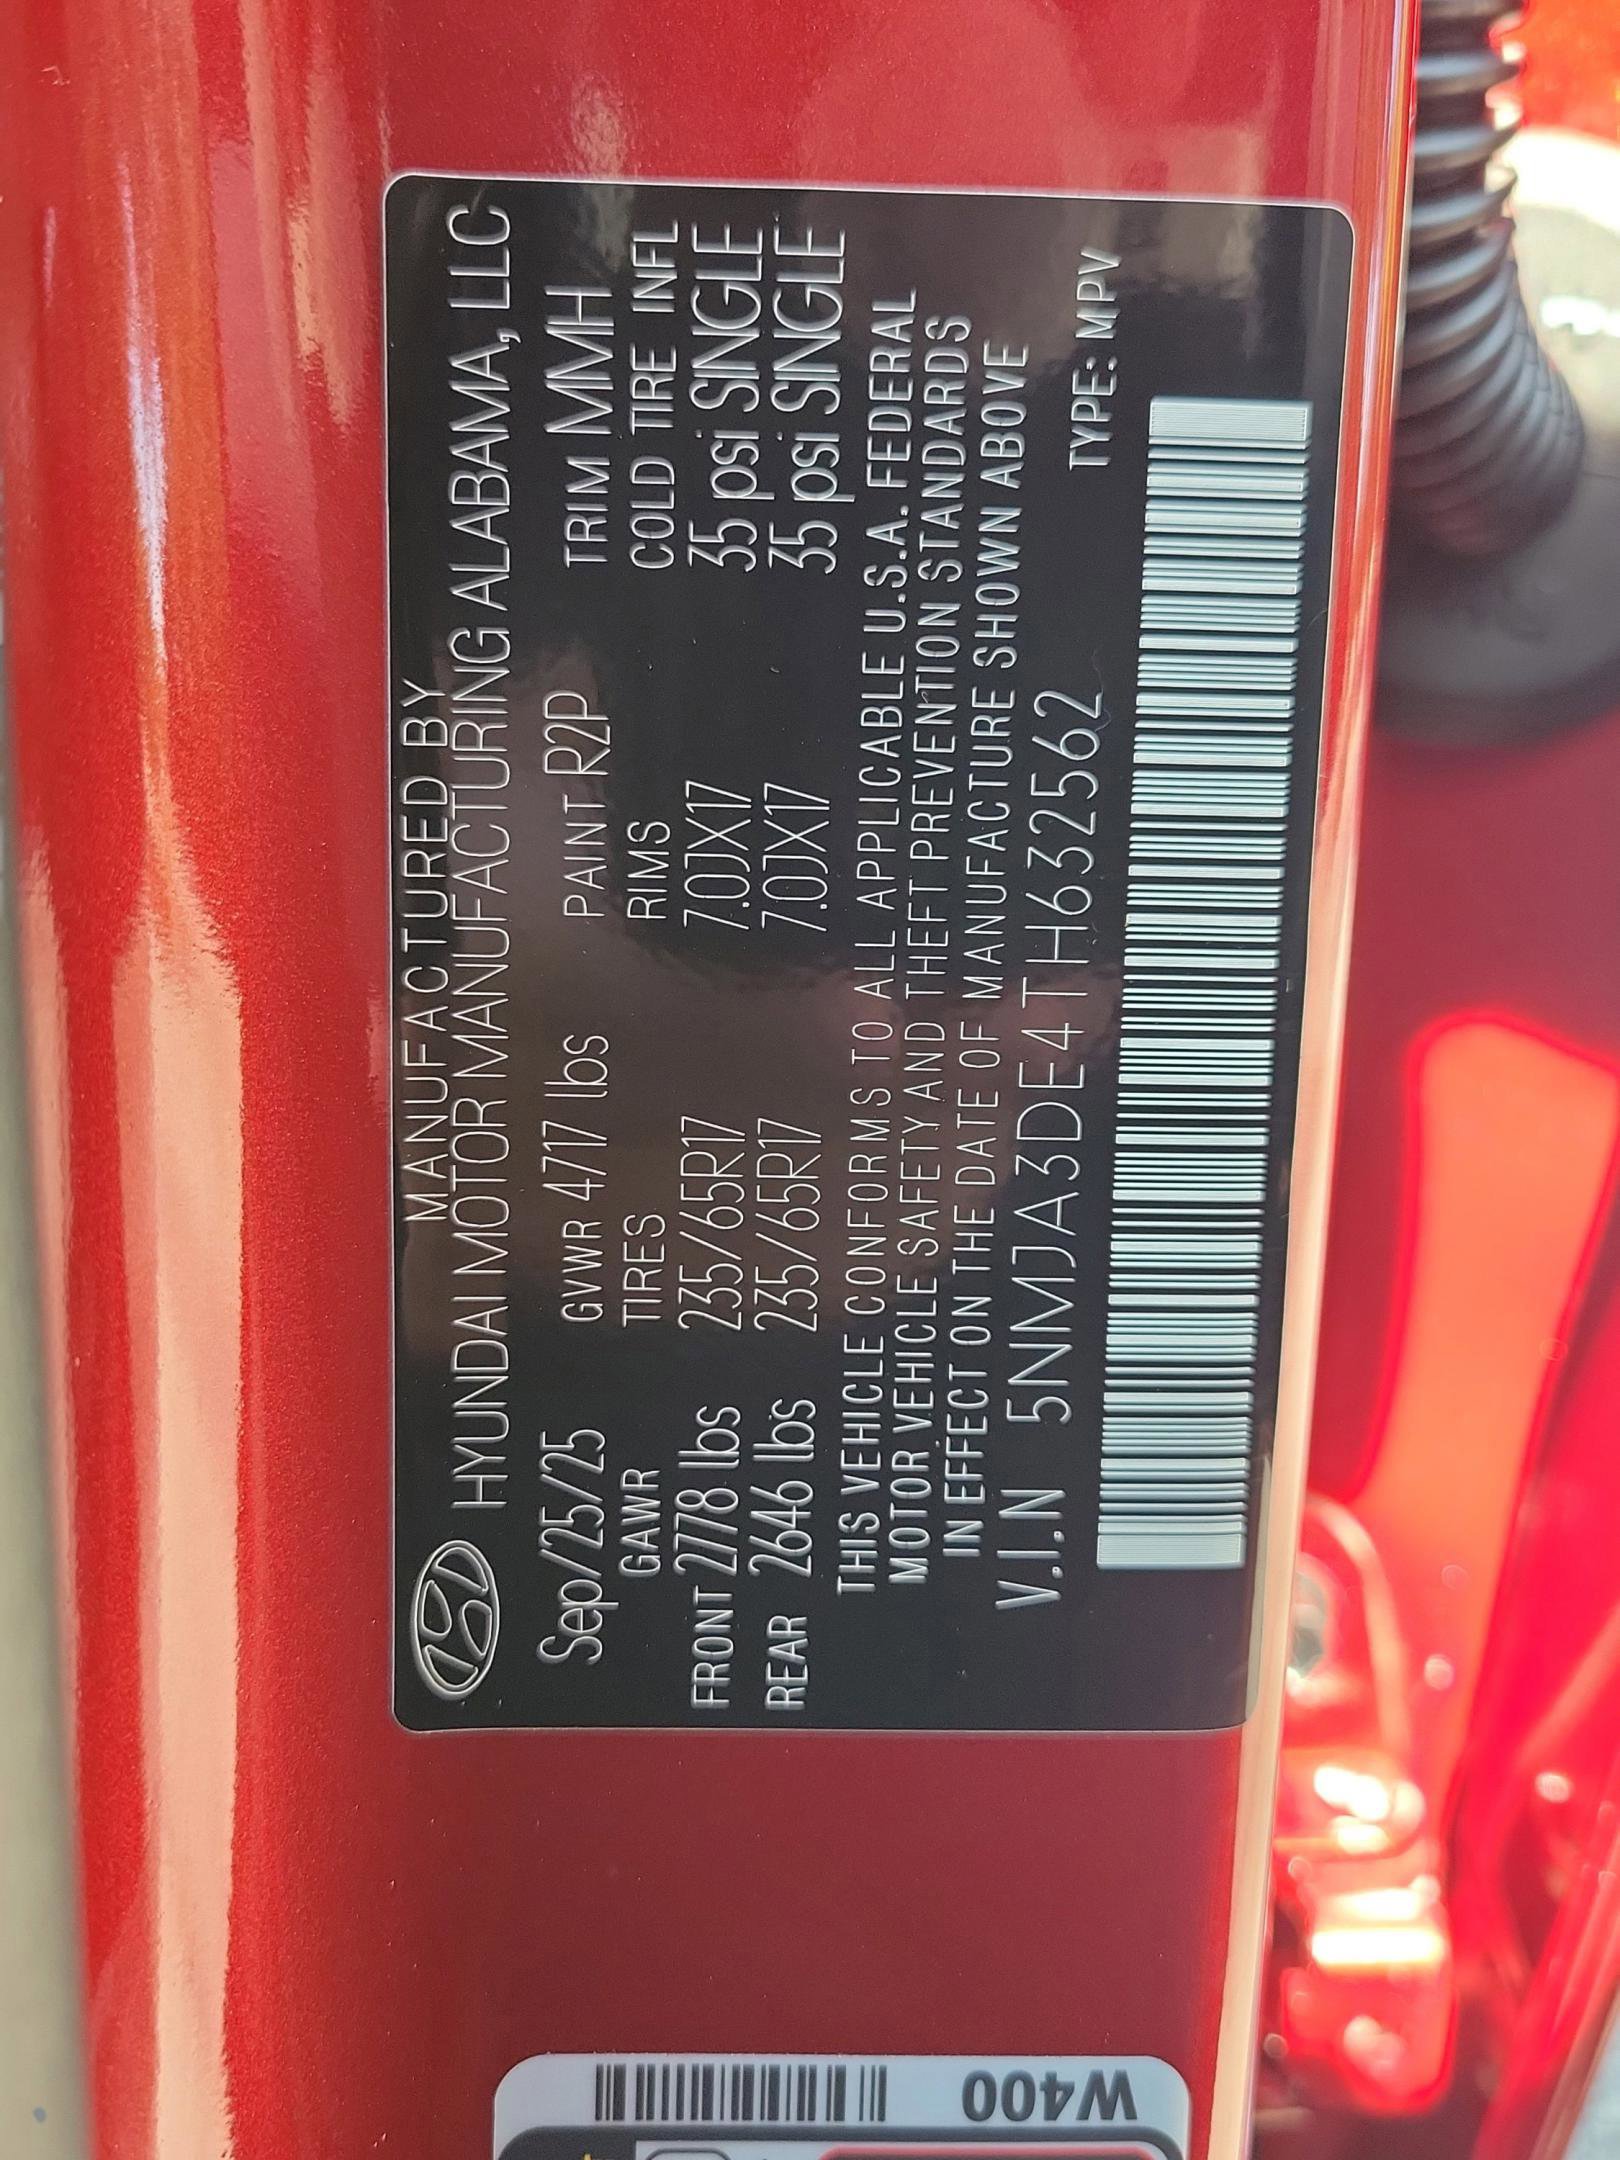 MANUFACTURED BY
HYUNDAI MOTOR MANUFACTURING ALABAMA, LLC
Sep/25/25 GVWR 4717 lbs PAINT R2P TRIM MMH
GAWR TIRES RIMS COLD TIRE INFL
FRONT 2778 lbs 235/65R17 7.0JX17 35 psi SINGLE
REAR 2646 lbs 235/65R17 7.0JX17 35 psi SINGLE
THIS VEHICLE CONFORMS TO ALL APPLICABLE U.S.A. FEDERAL
MOTOR VEHICLE SAFETY AND THEFT PREVENTION STANDARDS
IN EFFECT ON THE DATE OF MANUFACTURE SHOWN ABOVE
V.I.N 5NMJA3DE4TH632562 TYPE: MPV
W400